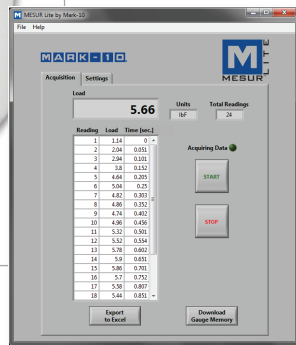 MESUR Lite by Mark-10
File Help
MARK-10
M
MESUR
LITE
Acquisition Settings
Load
5.66
Units
lbF
Total Readings
24
Reading Load Time [sec.]
1 1.14 0
2 2.04 0.051
3 2.94 0.101
4 3.8 0.152
5 4.64 0.205
6 5.04 0.25
7 4.82 0.303
8 4.86 0.352
9 4.74 0.402
10 4.96 0.456
11 5.32 0.501
12 5.52 0.554
13 5.78 0.602
14 5.9 0.651
15 5.86 0.701
16 5.7 0.752
17 5.58 0.807
18 5.44 0.851
Acquiring Data
START
STOP
Export
to Excel
Download
Gauge Memory